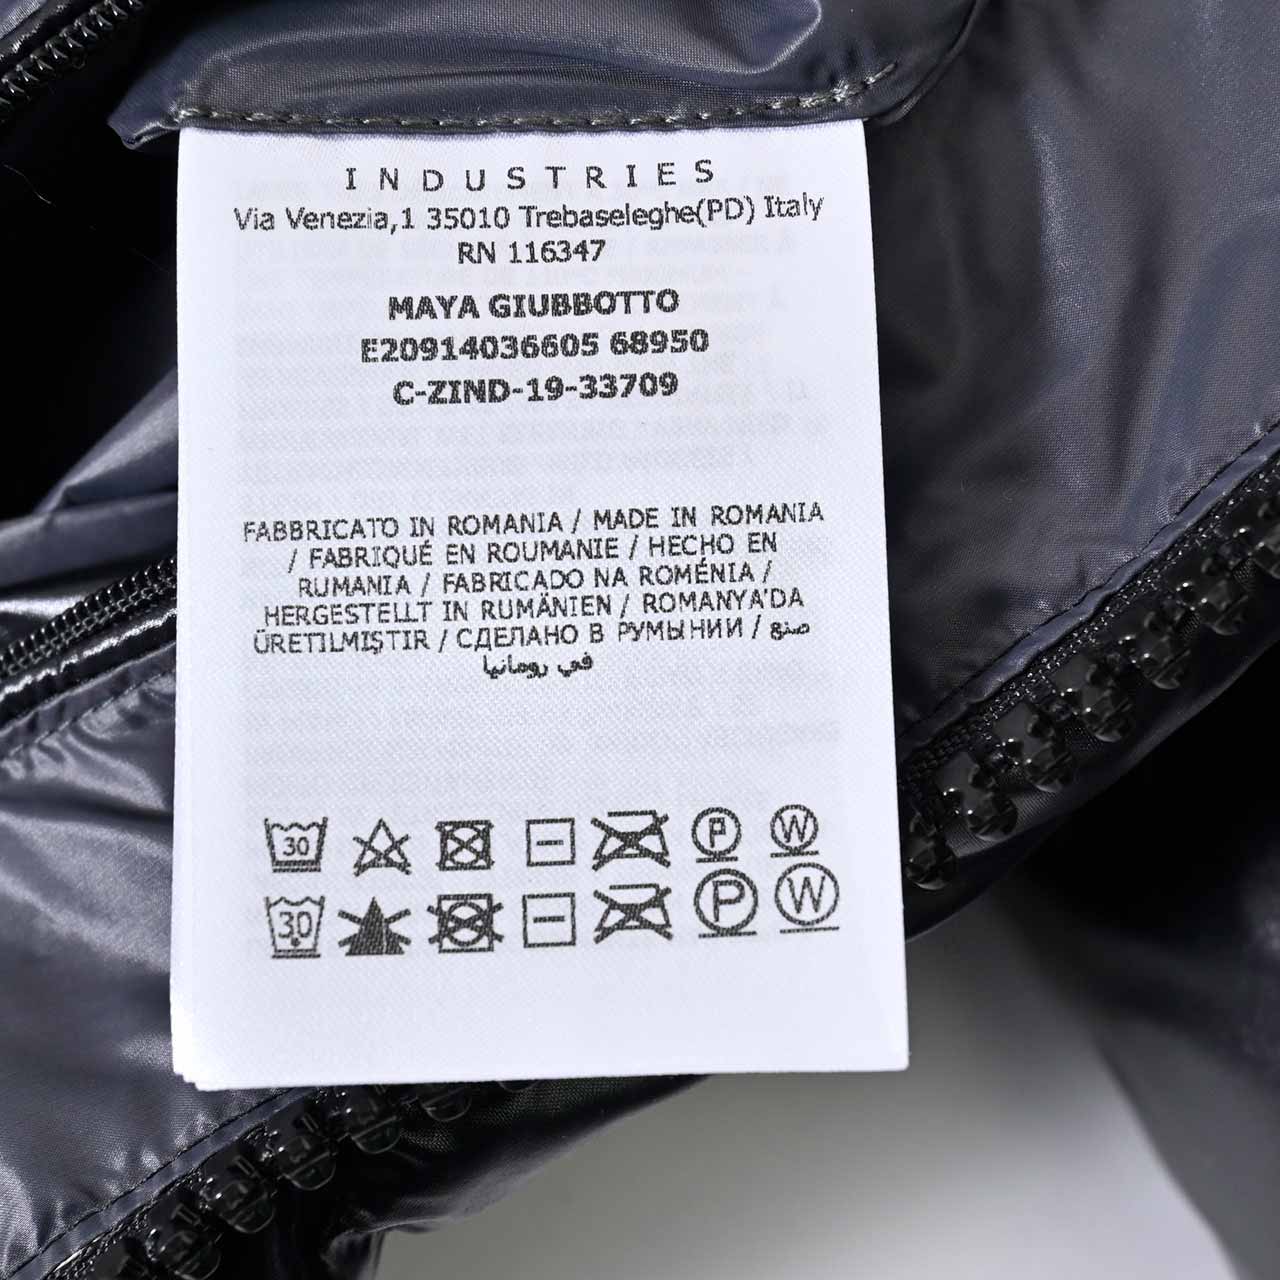 INDUSTRIES
Via Venezia,1 35010 Trebaseleghe(PD) Italy
RN 116347
MAYA GIUBBOTTO
E20914036605 68950
C-ZIND-19-33709
FABBRICATO IN ROMANIA / MADE IN ROMANIA
/ FABRIQUÉ EN ROUMANIE / HECHO EN
RUMANIA / FABRICADO NA ROMÉNIA /
HERGESTELLT IN RUMÄNIEN / ROMANYA'DA
ÜRETILMIŞTIR / СДЕЛАНО В РУМЫНИИ / صنع
في رومانيا
30 P W
30 P W